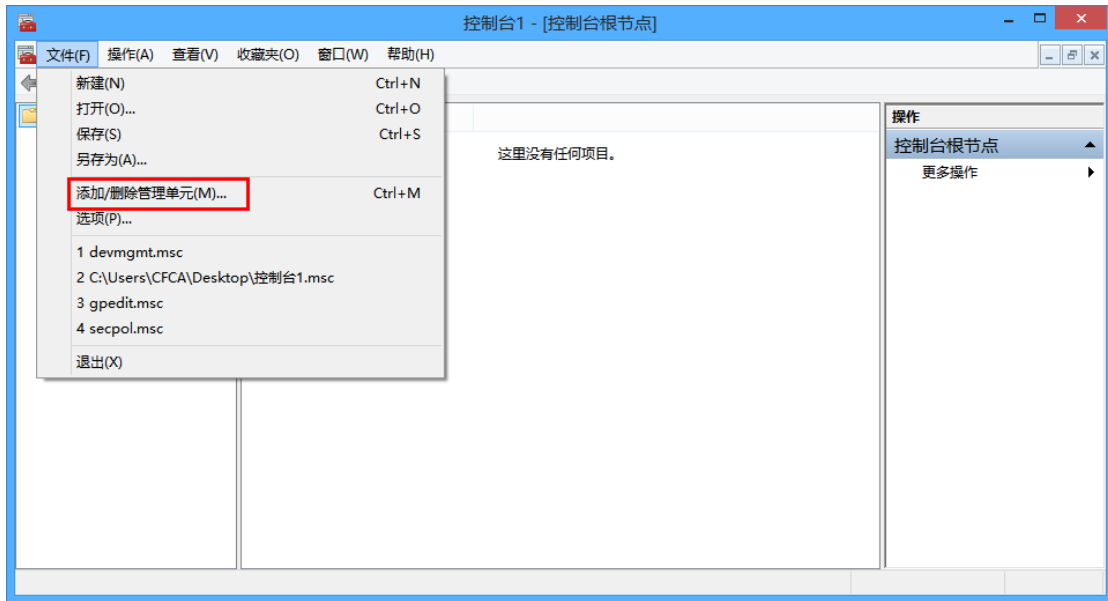 控制台1 - [控制台根节点]
文件(F) 操作(A) 查看(V) 收藏夹(O) 窗口(W) 帮助(H)
新建(N) Ctrl+N
打开(O)... Ctrl+O
保存(S) Ctrl+S
另存为(A)...
添加/删除管理单元(M)... Ctrl+M
选项(P)...
1 devmgmt.msc
2 C:\Users\CFCA\Desktop\控制台1.msc
3 gpedit.msc
4 secpol.msc
退出(X)
这里没有任何项目。
操作
控制台根节点
更多操作